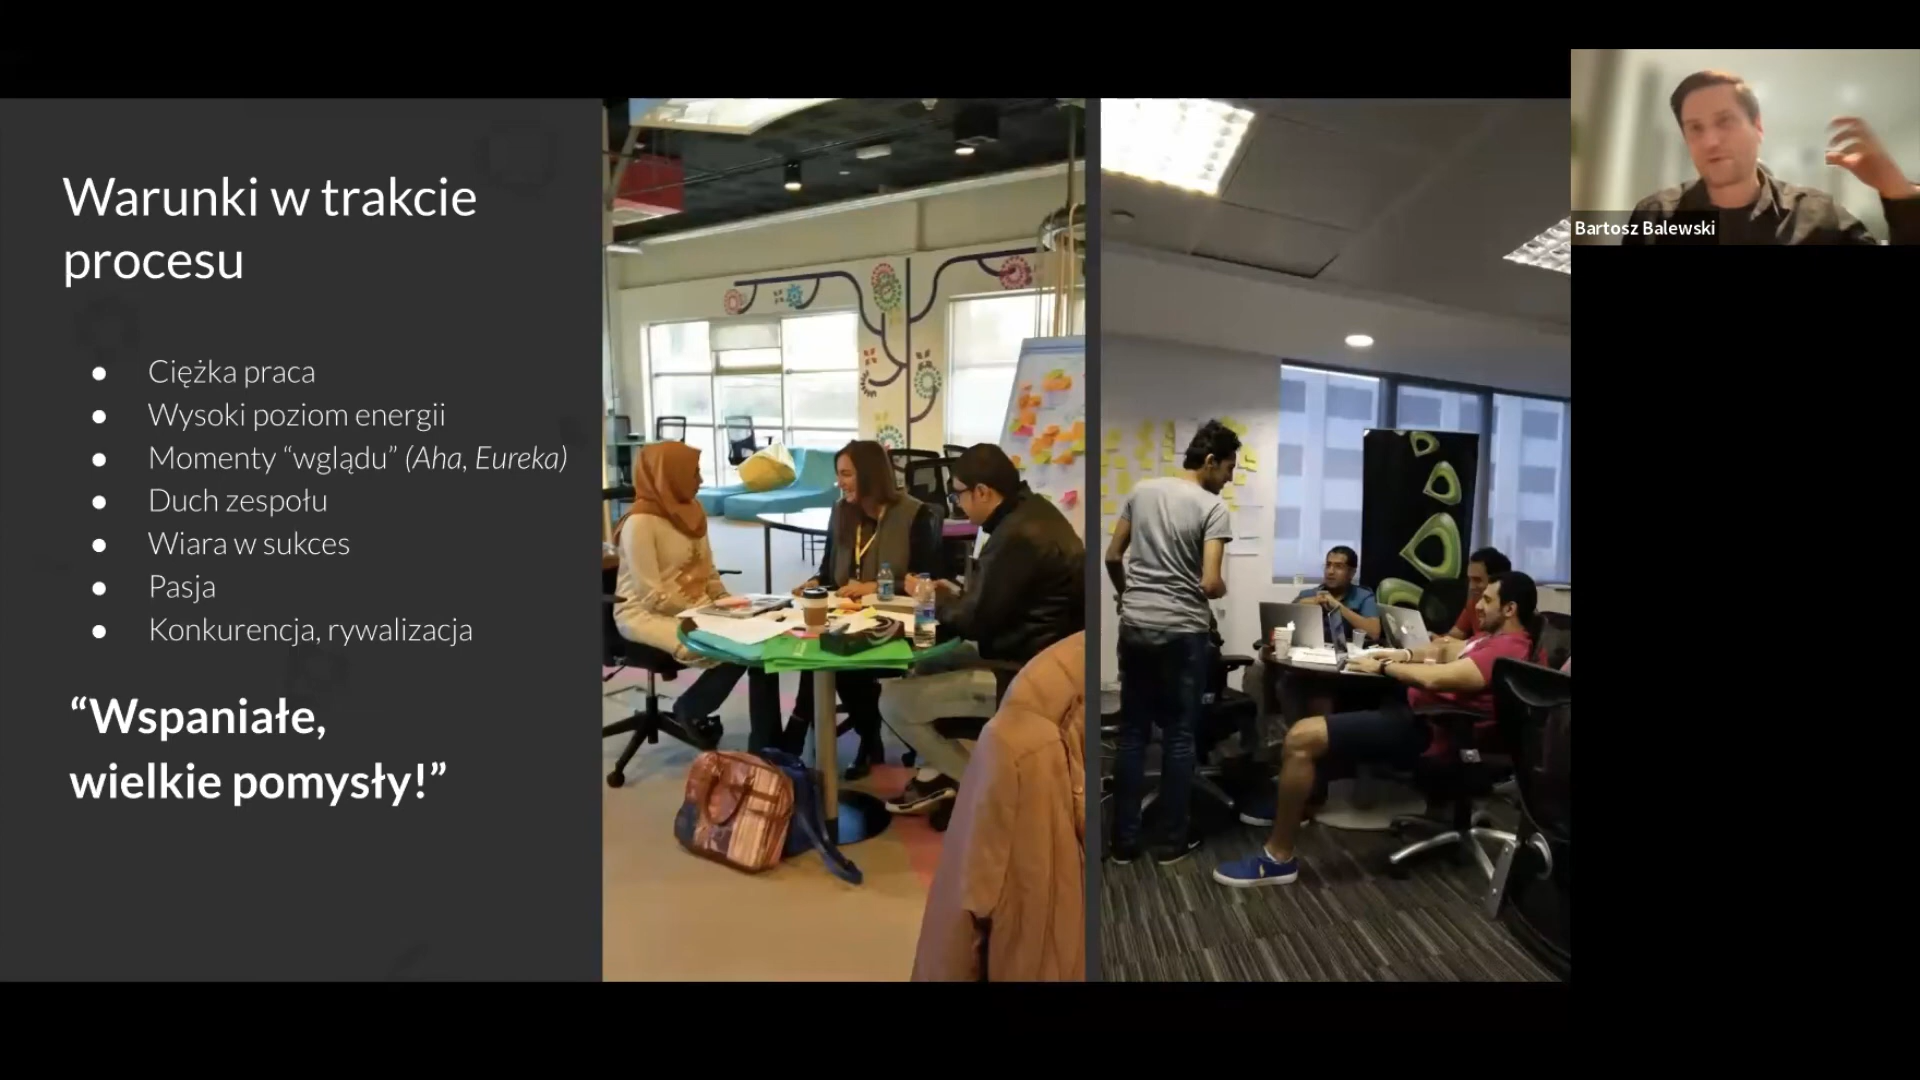 Warunki w trakcie
procesu
● Ciężka praca
● Wysoki poziom energii
● Momenty “wglądu” (Aha, Eureka)
● Duch zespołu
● Wiara w sukces
● Pasja
● Konkurencja, rywalizacja
“Wspaniałe,
wielkie pomysły!”
Bartosz Balewski